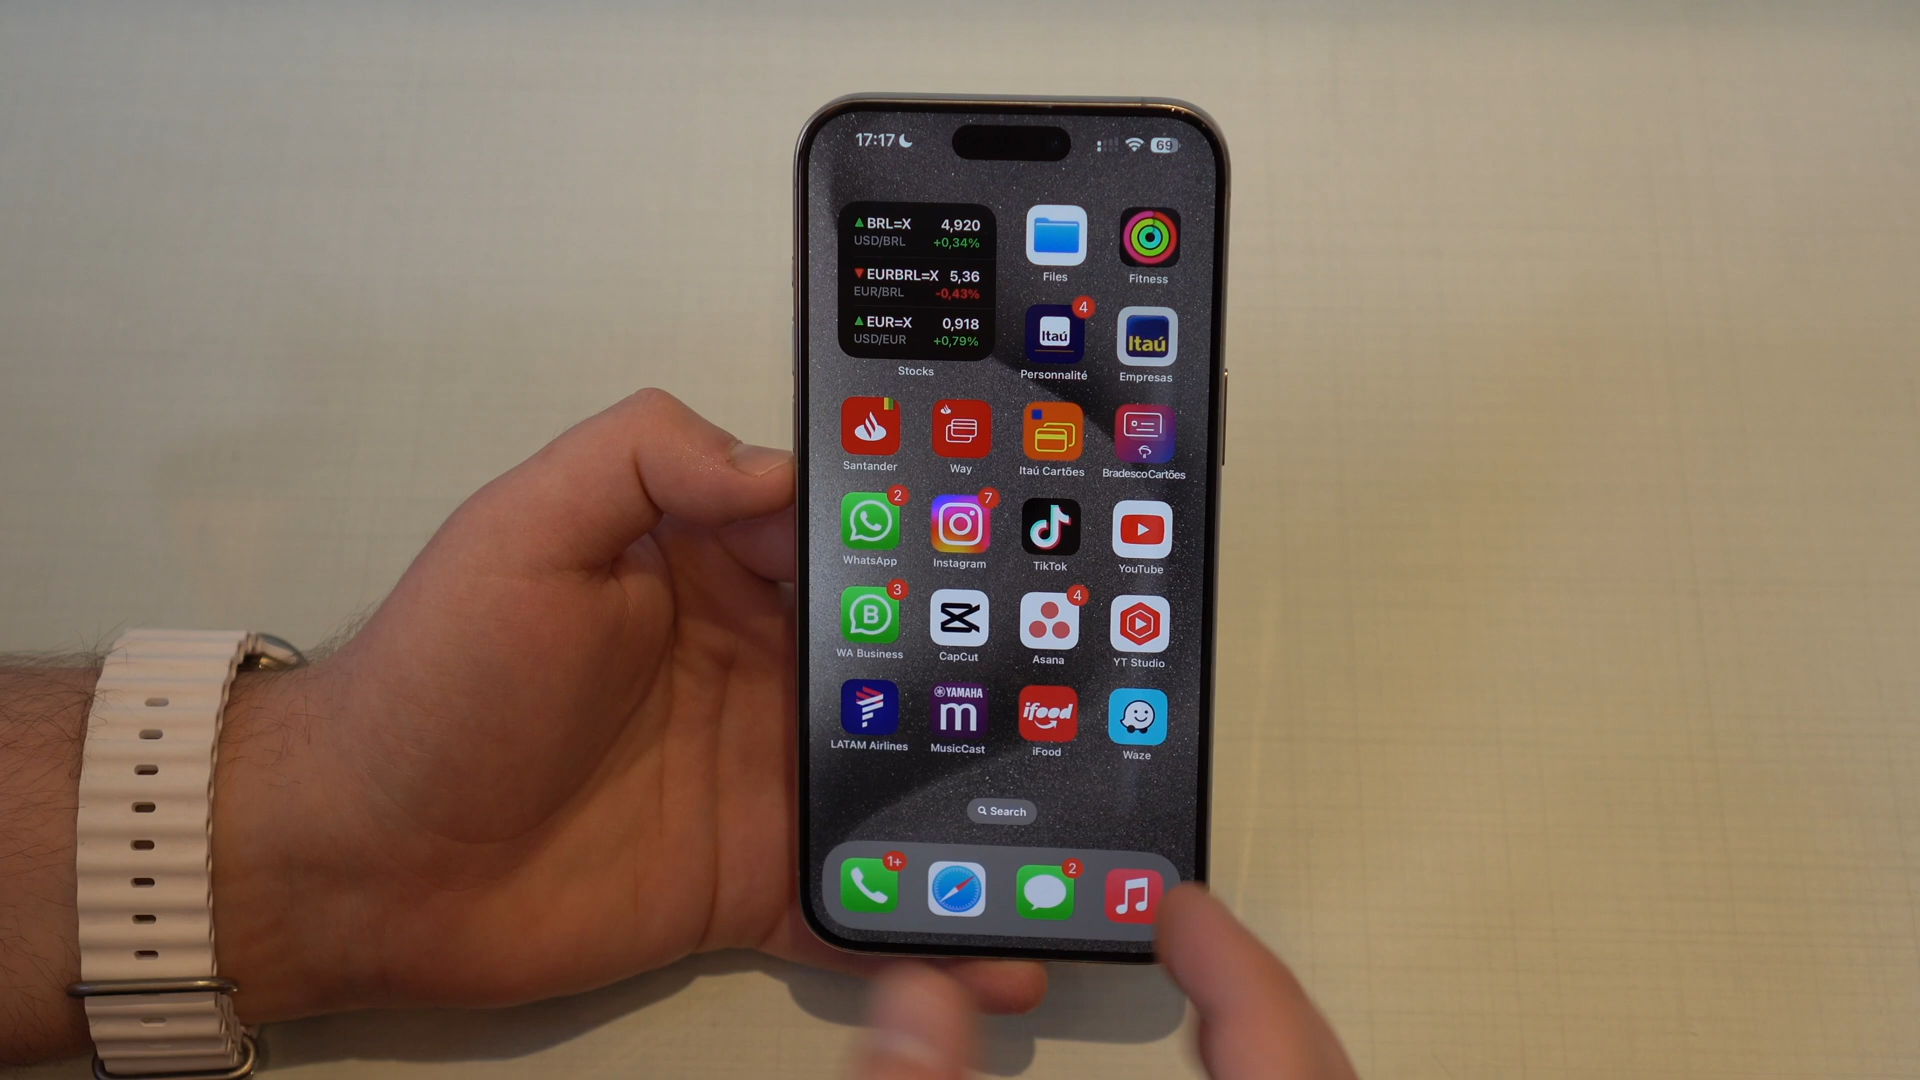 17:17
69
BRL=X 4,920
USD/BRL +0,34%
EURBRL=X 5,36
EUR/BRL -0,43%
EUR=X 0,918
USD/EUR +0,79%
Stocks
Files
Fitness
4
Itaú
Personnalité
Itaú
Empresas
Santander
Way
Itaú Cartões
BradescoCartões
2
WhatsApp
7
Instagram
TikTok
YouTube
3
B
WA Business
CapCut
4
Asana
YT Studio
LATAM Airlines
YAMAHA
m
MusicCast
ifood
iFood
Waze
Search
1+
2